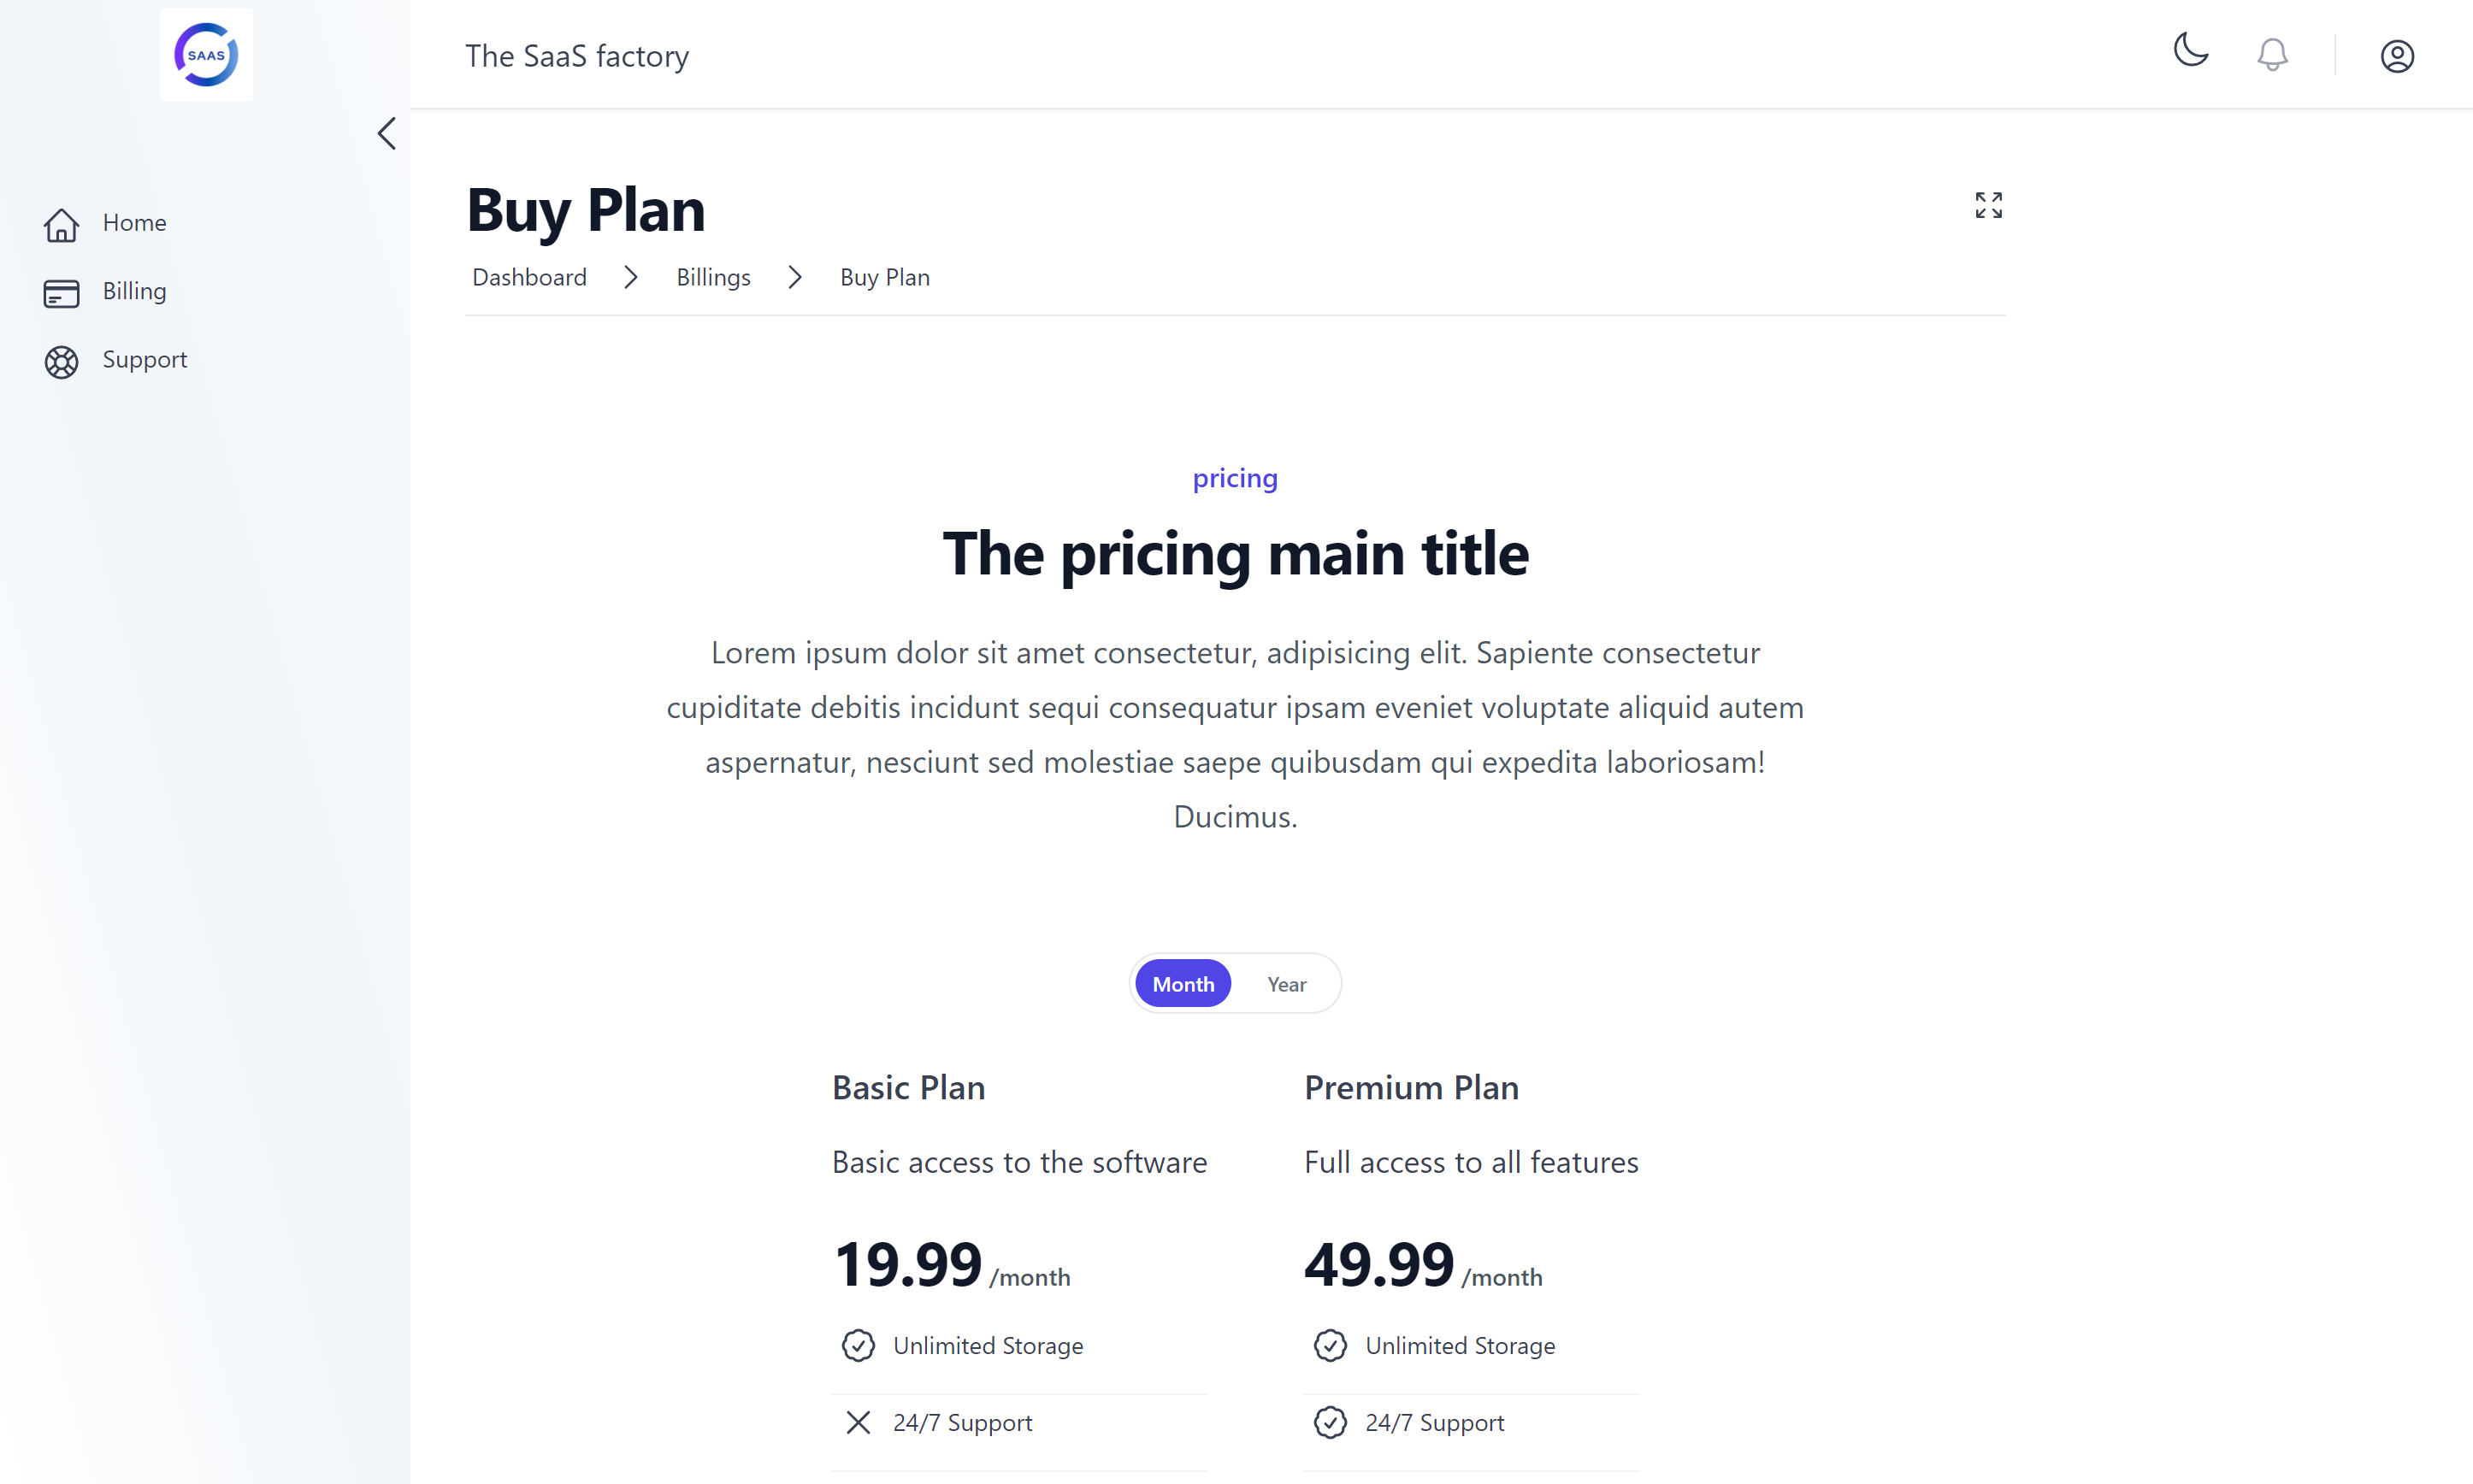 SAAS
The SaaS factory
Home
Billing
Support
Buy Plan
Dashboard Billings Buy Plan
pricing
The pricing main title
Lorem ipsum dolor sit amet consectetur, adipisicing elit. Sapiente consectetur
cupiditate debitis incidunt sequi consequatur ipsam eveniet voluptate aliquid autem
aspernatur, nesciunt sed molestiae saepe quibusdam qui expedita laboriosam!
Ducimus.
Month Year
Basic Plan
Basic access to the software
19.99 /month
Unlimited Storage
24/7 Support
Premium Plan
Full access to all features
49.99 /month
Unlimited Storage
24/7 Support